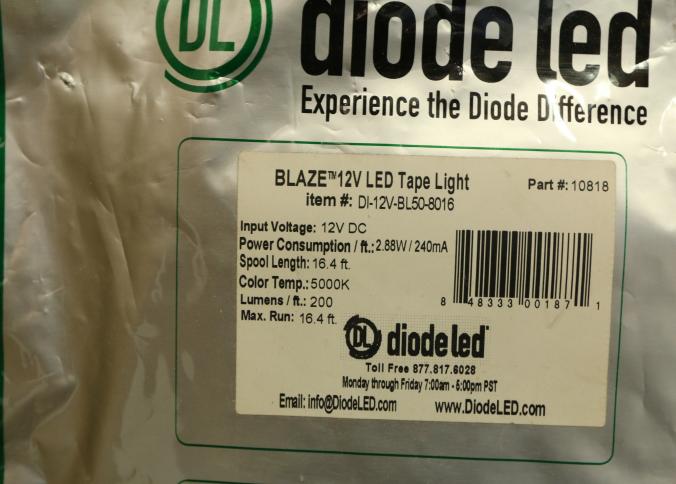 DL diode led
Experience the Diode Difference
BLAZE™12V LED Tape Light
Part #: 10818
item #: DI-12V-BL50-8016
Input Voltage: 12V DC
Power Consumption / ft.: 2.88W / 240mA
Spool Length: 16.4 ft.
Color Temp.: 5000K
Lumens / ft.: 200
Max. Run: 16.4 ft.
8 48333 00187 1
DL diode led
Toll Free 877.817.6028
Monday through Friday 7:00am - 5:00pm PST
Email: info@DiodeLED.com www.DiodeLED.com